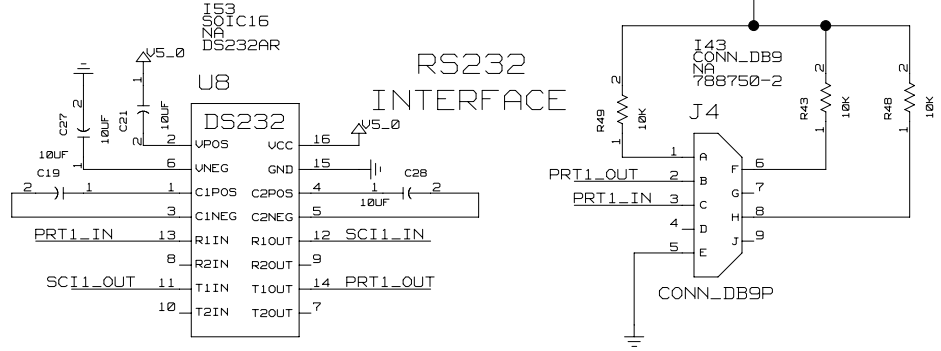 I53
SOIC16
NA
DS232AR
V5_0
U8
RS232
INTERFACE
I43
CONN_DB9
NA
788750-2
J4
2
1
C27
10UF
1
2
C21
10UF
DS232
V5_0
2 VPOS VCC 16
6 VNEG GND 15
10UF
C19
2 1
1 C1POS C2POS 4
1 C28 2
10UF
3 C1NEG C2NEG 5
PRT1_IN 13 R1IN R1OUT 12 SCI1_IN
8 R2IN R2OUT 9
SCI1_OUT 11 T1IN T1OUT 14 PRT1_OUT
10 T2IN T2OUT 7
2
R49
10K
1
2
R43
10K
1
2
R48
10K
1
1 A
F 6
PRT1_OUT 2 B
G 7
PRT1_IN 3 C
H 8
4 D
J 9
5 E
CONN_DB9P